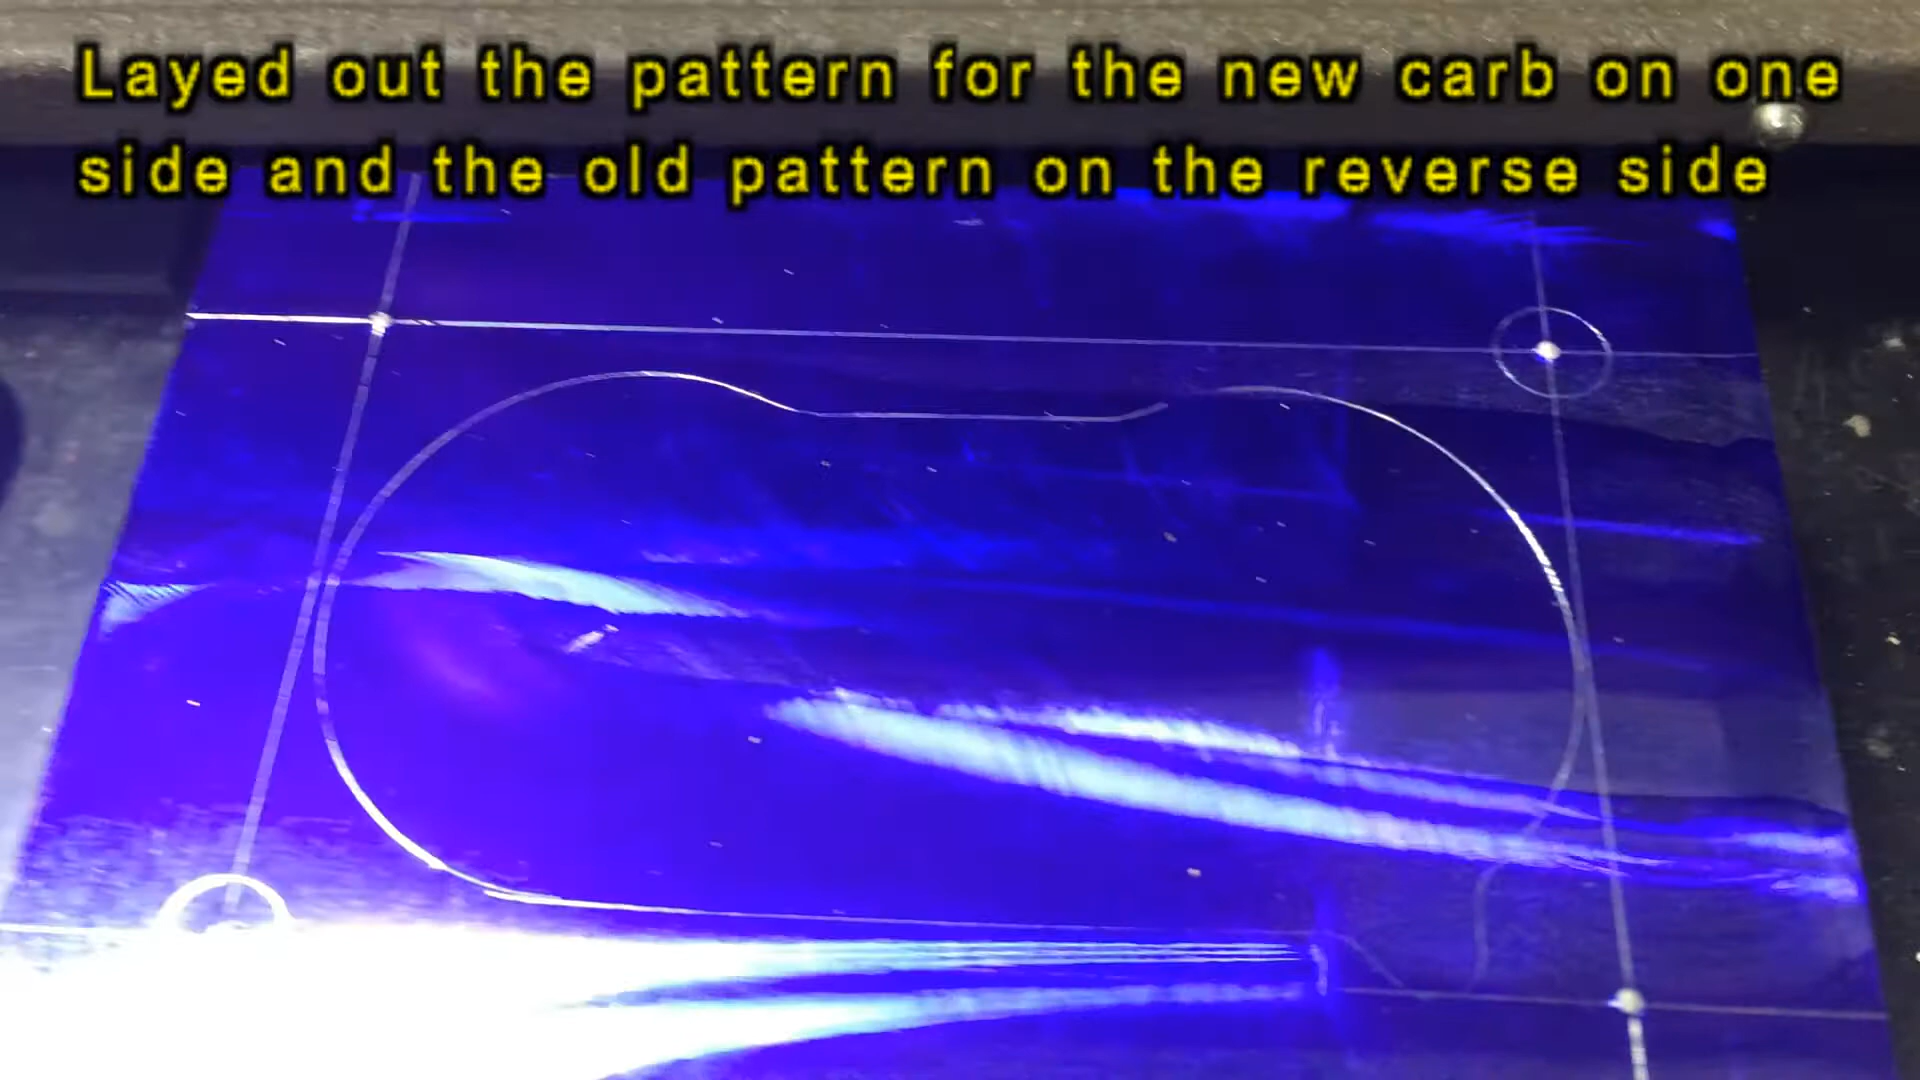 Layed out the pattern for the new carb on one
side and the old pattern on the reverse side